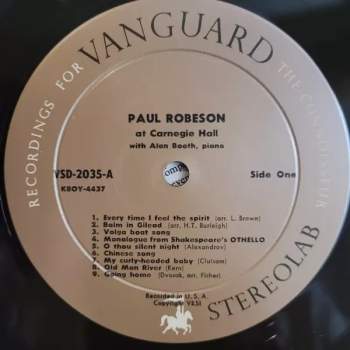 RECORDINGS FOR VANGUARD THE CONNOISSEUR
STEREOLAB
PAUL ROBESON
at Carnegie Hall
with Alan Booth, piano
VSD-2035-A
Side One
K8OY-4437
1. Every time I feel the spirit (arr. L. Brown)
2. Balm in Gilead (arr. H.T. Burleigh)
3. Volga boat song
4. Monologue from Shakespeare's OTHELLO
5. O thou silent night (Alexandrov)
6. Chinese song
7. My curly-headed baby (Clutsam)
8. Old Man River (Kern)
9. Going home (Dvorak, arr. Fisher)
Recorded in U. S. A.
Copyright VRSI